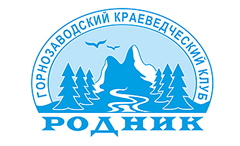 ГОРНОЗАВОДСКИЙ КРАЕВЕДЧЕСКИЙ КЛУБ
РОДНИК